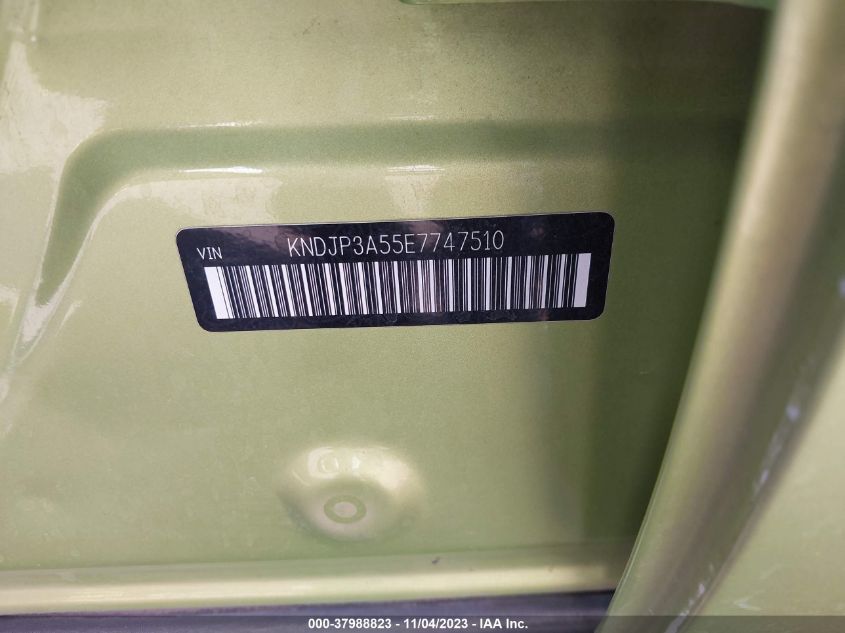 VIN KNDJP3A55E7747510
000-37988823 - 11/04/2023 - IAA Inc.